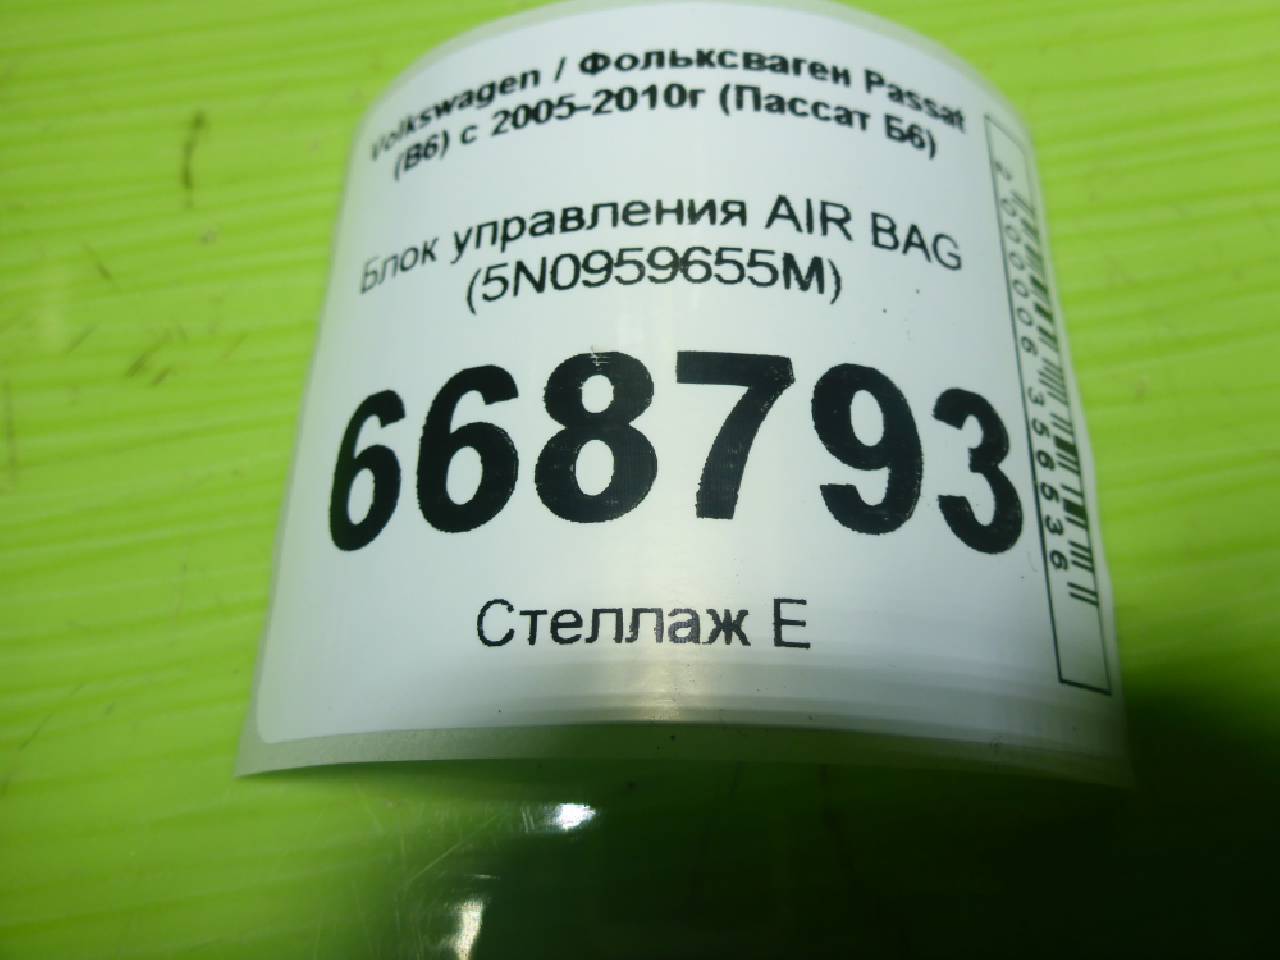 Volkswagen / Фольксваген Passat
(B6) с 2005-2010г (Пассат Б6)
Блок управления AIR BAG
(5N0959655M)
668793
Стеллаж Е